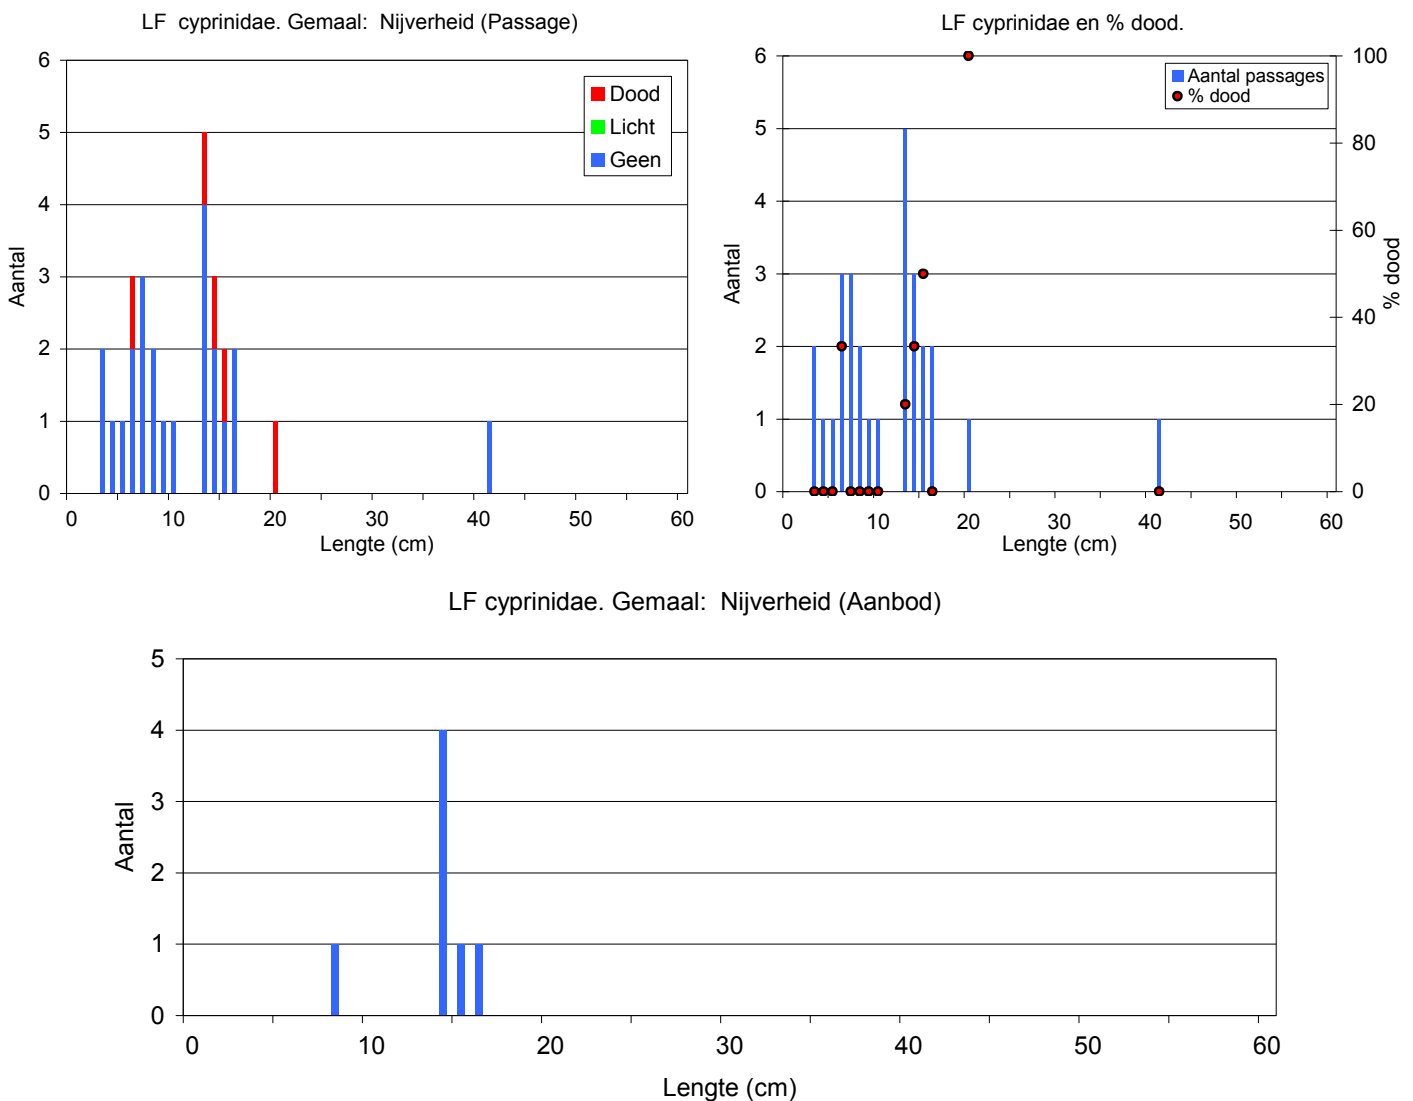 LF cyprinidae. Gemaal: Nijverheid (Passage)
6
5
4
3
2
1
0
Aantal
Dood
Licht
Geen
0 10 20 30 40 50 60
Lengte (cm)
LF cyprinidae en % dood.
6
5
4
3
2
1
0
Aantal
Aantal passages
% dood
100
80
60
40
20
0
% dood
0 10 20 30 40 50 60
Lengte (cm)
LF cyprinidae. Gemaal: Nijverheid (Aanbod)
5
4
3
2
1
0
Aantal
0 10 20 30 40 50 60
Lengte (cm)